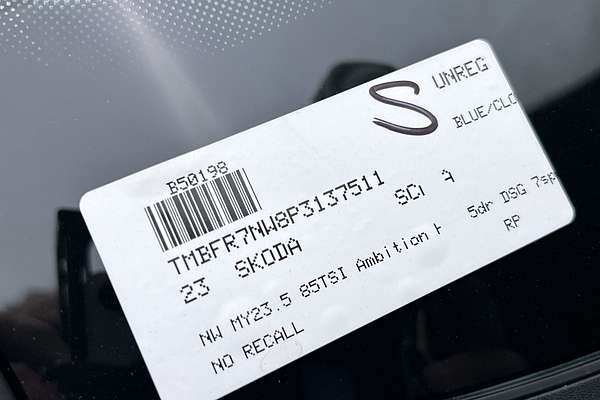 S UNREG
BLUE/CLO
B50198
TMBFR7NW8P3137511
23 SKODA SCi A
NW MY23.5 85TSI Ambition 5dr DSG 7sp
NO RECALL RP